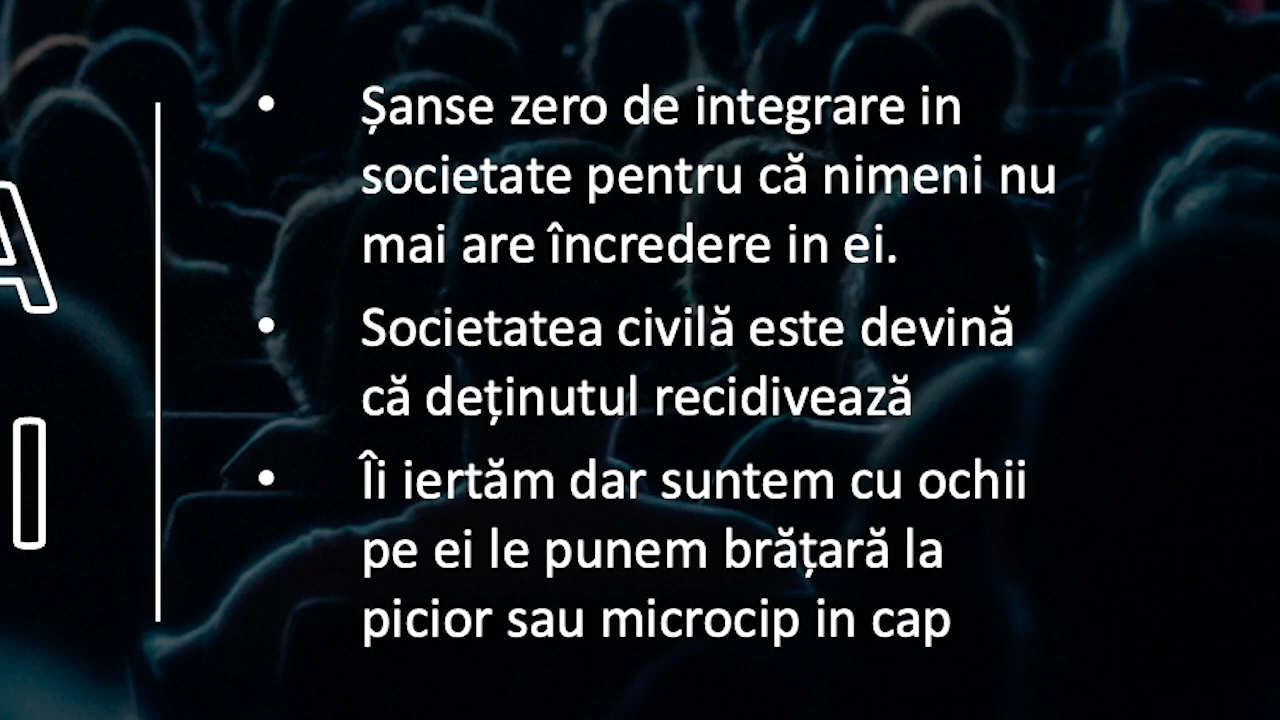 A
I
• Șanse zero de integrare in
societate pentru că nimeni nu
mai are încredere in ei.
• Societatea civilă este devină
că deținutul recidivează
• Îi iertăm dar suntem cu ochii
pe ei le punem brățară la
picior sau microcip in cap